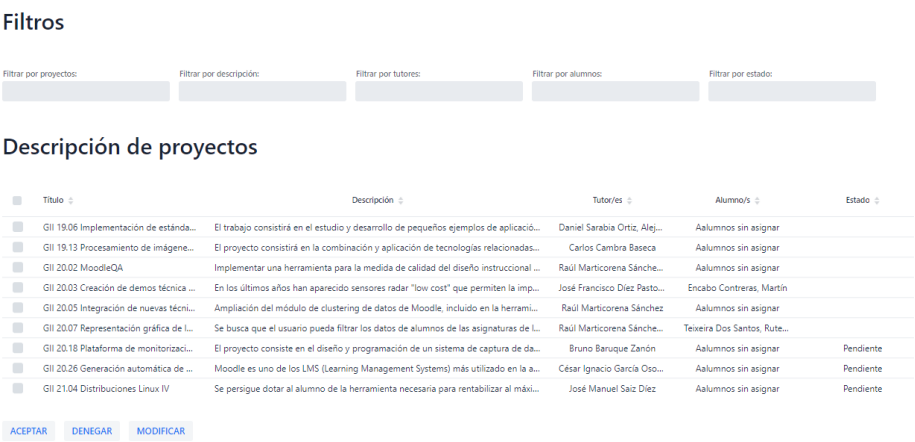 Filtros
Filtrar por proyectos: Filtrar por descripción: Filtrar por tutores: Filtrar por alumnos: Filtrar por estado:
Descripción de proyectos
Título Descripción Tutor/es Alumno/s Estado
GII 19.06 Implementación de estánda... El trabajo consistirá en el estudio y desarrollo de pequeños ejemplos de aplicació... Daniel Sarabia Ortiz, Alej... Aalumnos sin asignar
GII 19.13 Procesamiento de imágene... El proyecto consistirá en la combinación y aplicación de tecnologías relacionadas... Carlos Cambra Baseca Aalumnos sin asignar
GII 20.02 MoodleQA Implementar una herramienta para la medida de calidad del diseño instruccional ... Raúl Marticorena Sánche... Aalumnos sin asignar
GII 20.03 Creación de demos técnica ... En los últimos años han aparecido sensores radar "low cost" que permiten la imp... José Francisco Díez Pasto... Encabo Contreras, Martín
GII 20.05 Integración de nuevas técni... Ampliación del módulo de clustering de datos de Moodle, incluido en la herrami... Raúl Marticorena Sánchez Aalumnos sin asignar
GII 20.07 Representación gráfica de l... Se busca que el usuario pueda filtrar los datos de alumnos de las asignaturas de l... Raúl Marticorena Sánche... Teixeira Dos Santos, Rute...
GII 20.18 Plataforma de monitorizaci... El proyecto consiste en el diseño y programación de un sistema de captura de da... Bruno Baruque Zanón Aalumnos sin asignar Pendiente
GII 20.26 Generación automática de ... Moodle es uno de los LMS (Learning Management Systems) más utilizado en la a... César Ignacio García Oso... Aalumnos sin asignar Pendiente
GII 21.04 Distribuciones Linux IV Se persigue dotar al alumno de la herramienta necesaria para rentabilizar al máxi... José Manuel Saiz Díez Aalumnos sin asignar Pendiente
ACEPTAR DENEGAR MODIFICAR